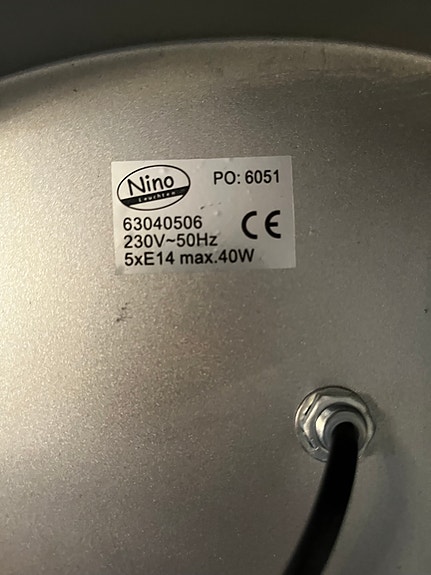 Nino
Leuchten
PO: 6051
63040506
230V~50Hz
CE
5xE14 max.40W